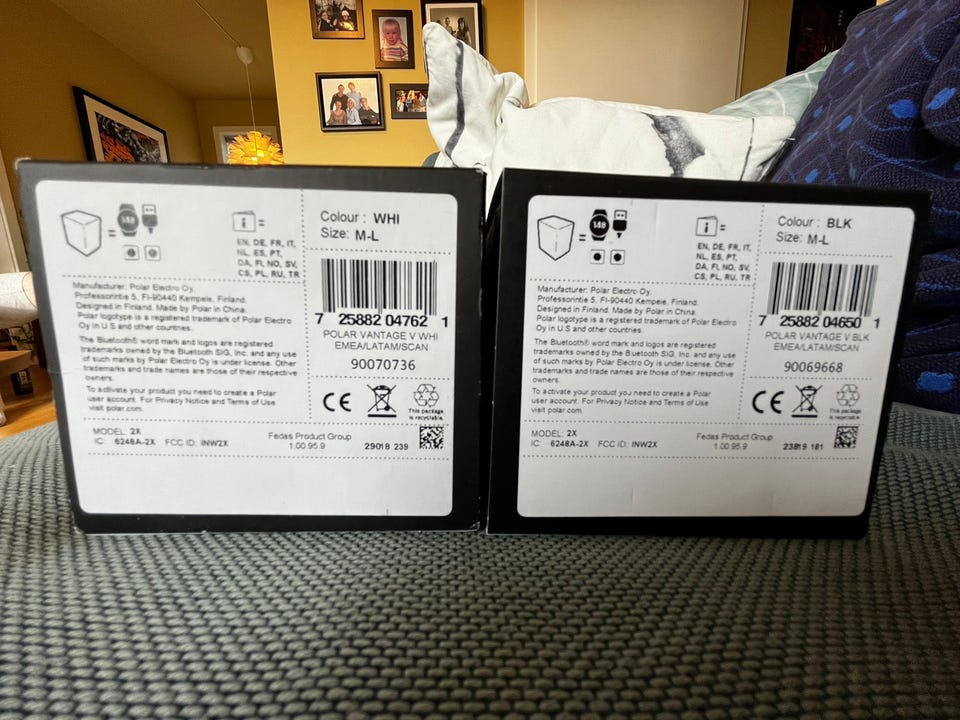 148
EN, DE, FR, IT,
NL, ES, PT,
DA, FI, NO, SV,
CS, PL, RU, TR
Colour : WHI
Size: M-L
Manufacturer: Polar Electro Oy.
Professorintie 5, FI-90440 Kempele, Finland.
Designed in Finland. Made by Polar in China.
Polar logotype is a registered trademark of Polar Electro
Oy in U.S and other countries.
The Bluetooth® word mark and logos are registered
trademarks owned by the Bluetooth SIG, Inc. and any use
of such marks by Polar Electro Oy is under license. Other
trademarks and trade names are those of their respective
owners.
To activate your product you need to create a Polar
user account. For Privacy Notice and Terms of Use
visit polar.com.
7 25882 04762 1
POLAR VANTAGE V WHI
EMEA/LATAM/SCAN
90070736
CE
This package
is recyclable.
MODEL: 2X
IC: 6248A-2X FCC ID: INW2X
Fedas Product Group
1.00.95.9
29018 239
148
EN, DE, FR, IT,
NL, ES, PT,
DA, FI, NO, SV,
CS, PL, RU, TR
Colour : BLK
Size: M-L
Manufacturer: Polar Electro Oy.
Professorintie 5, FI-90440 Kempele, Finland.
Designed in Finland. Made by Polar in China.
Polar logotype is a registered trademark of Polar Electro
Oy in U.S and other countries.
The Bluetooth® word mark and logos are registered
trademarks owned by the Bluetooth SIG, Inc. and any use
of such marks by Polar Electro Oy is under license. Other
trademarks and trade names are those of their respective
owners.
To activate your product you need to create a Polar
user account. For Privacy Notice and Terms of Use
visit polar.com.
7 25882 04650 1
POLAR VANTAGE V BLK
EMEA/LATAM/SCAN
90069668
CE
This package
is recyclable.
MODEL: 2X
IC: 6248A-2X FCC ID: INW2X
Fedas Product Group
1.00.95.9
23819 181